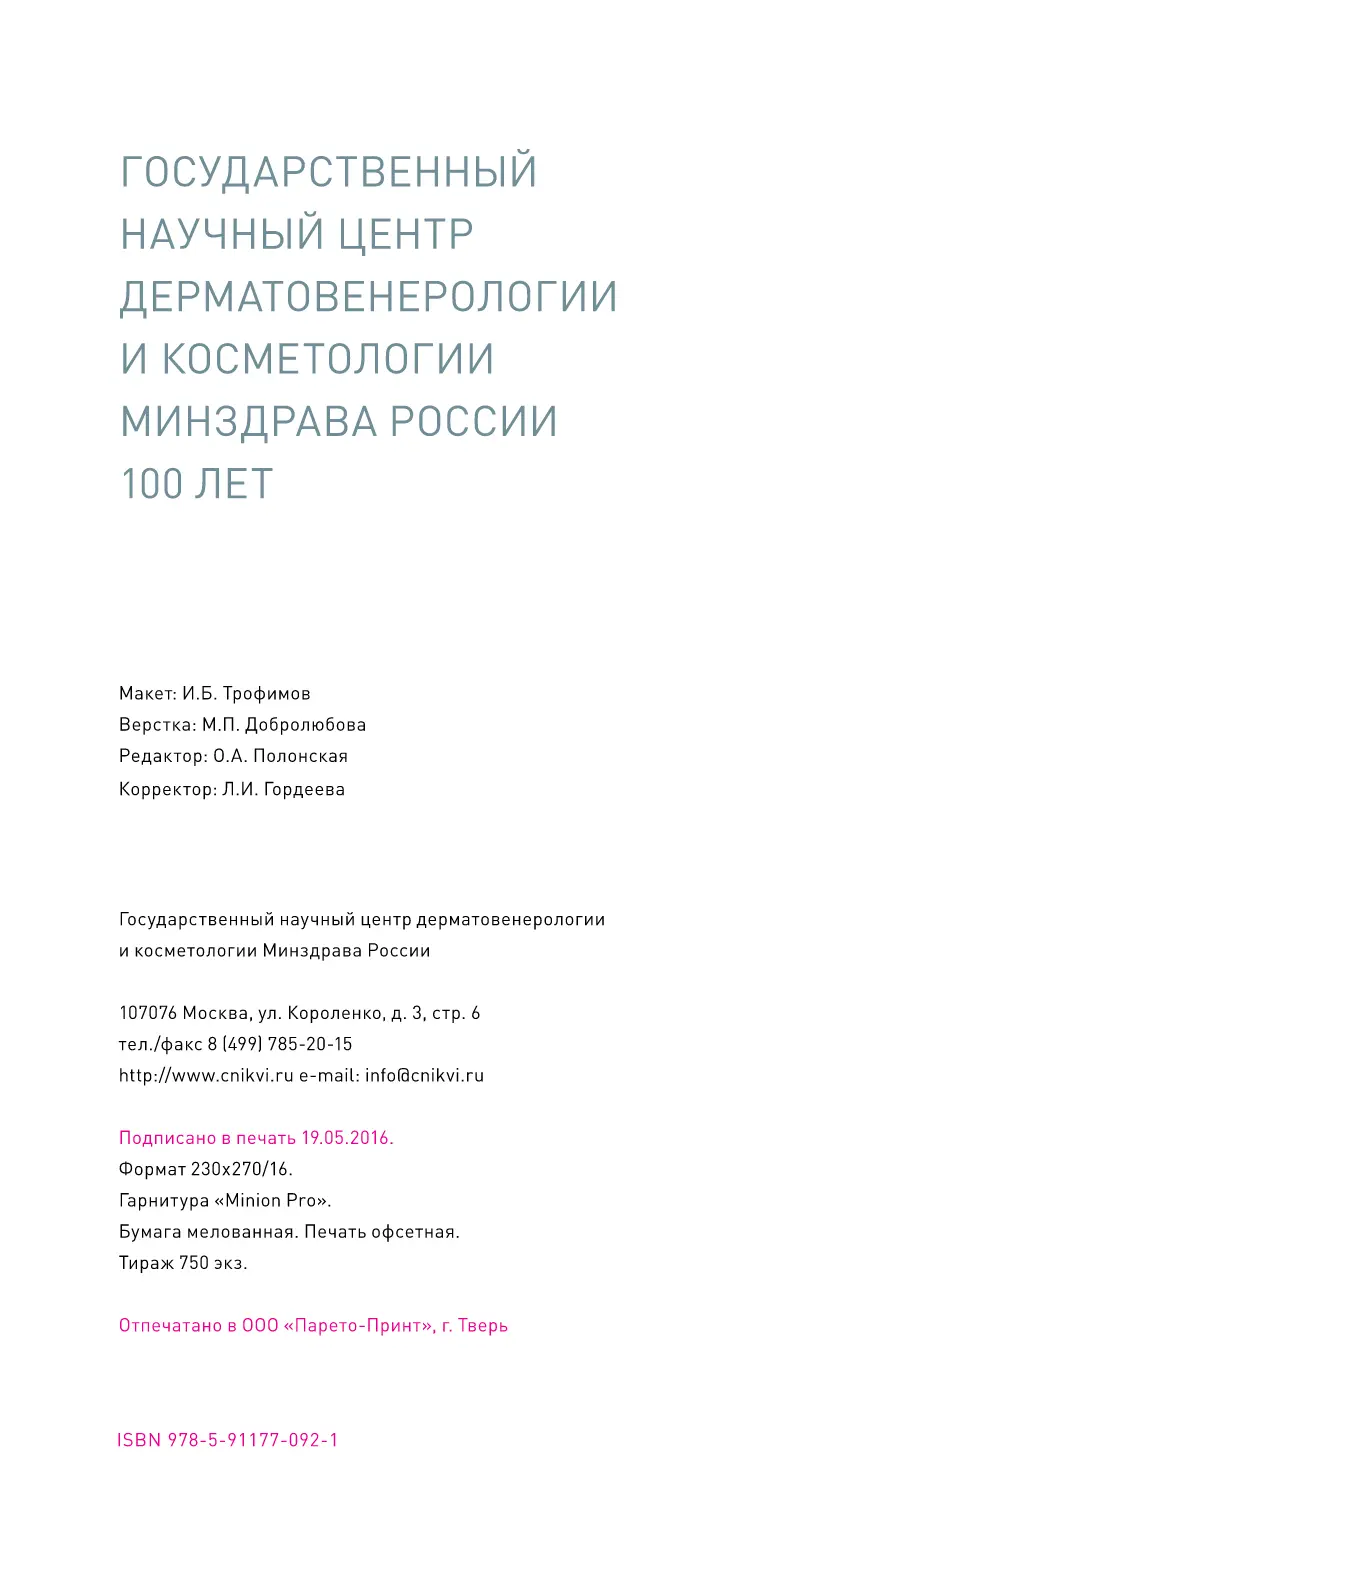 ГОСУДАРСТВЕННЫЙ
НАУЧНЫЙ ЦЕНТР
ДЕРМАТОВЕНЕРОЛОГИИ
И КОСМЕТОЛОГИИ
МИНЗДРАВА РОССИИ
100 ЛЕТ
Макет: И.Б. Трофимов
Верстка: М.П. Добролюбова
Редактор: О.А. Полонская
Корректор: Л.И. Гордеева
Государственный научный центр дерматовенерологии
и косметологии Минздрава России
107076 Москва, ул. Короленко, д. 3, стр. 6
тел./факс 8 (499) 785-20-15
http://www.cnikvi.ru e-mail: info@cnikvi.ru
Подписано в печать 19.05.2016.
Формат 230х270/16.
Гарнитура «Minion Pro».
Бумага мелованная. Печать офсетная.
Тираж 750 экз.
Отпечатано в ООО «Парето-Принт», г. Тверь
ISBN 978-5-91177-092-1